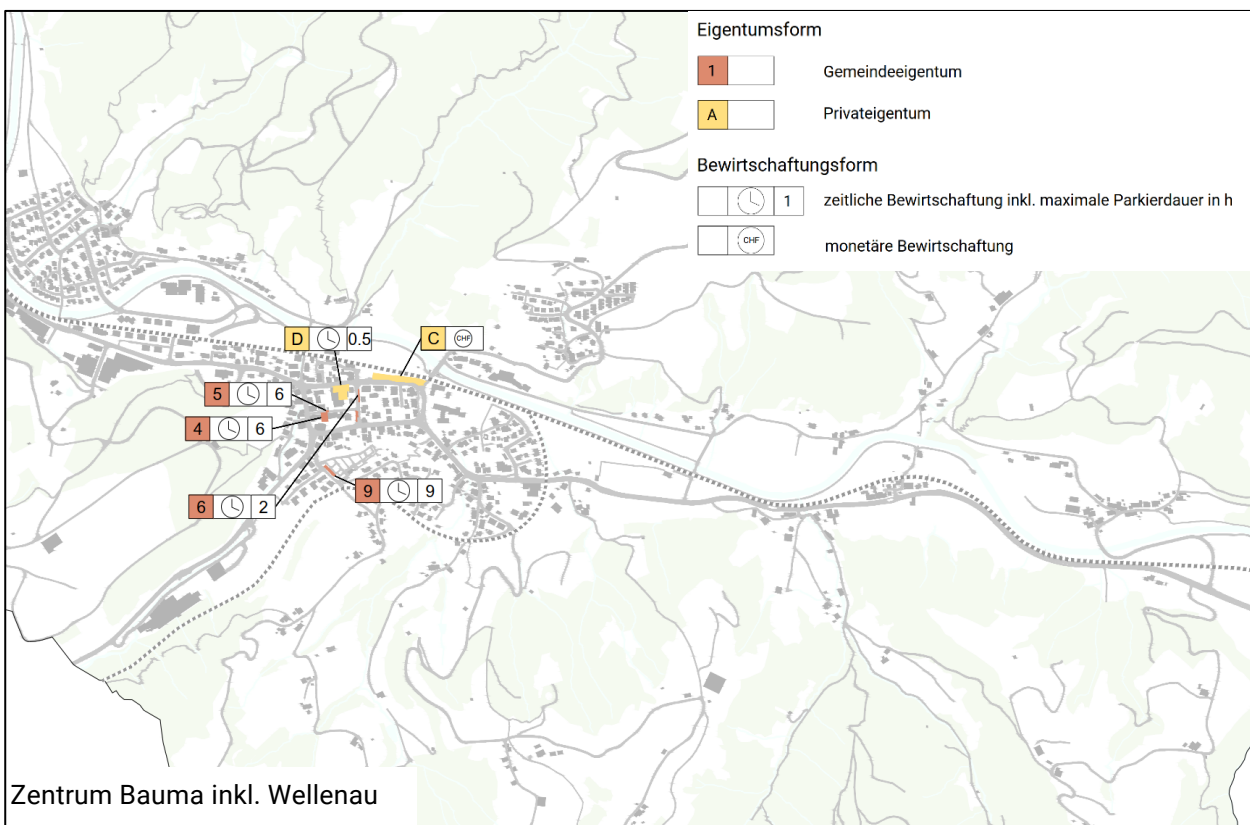 Eigentumsform
1 Gemeindeeigentum
A Privateigentum
Bewirtschaftungsform
1 zeitliche Bewirtschaftung inkl. maximale Parkierdauer in h
CHF monetäre Bewirtschaftung
D 0.5
C CHF
5 6
4 6
9 9
6 2
Zentrum Bauma inkl. Wellenau